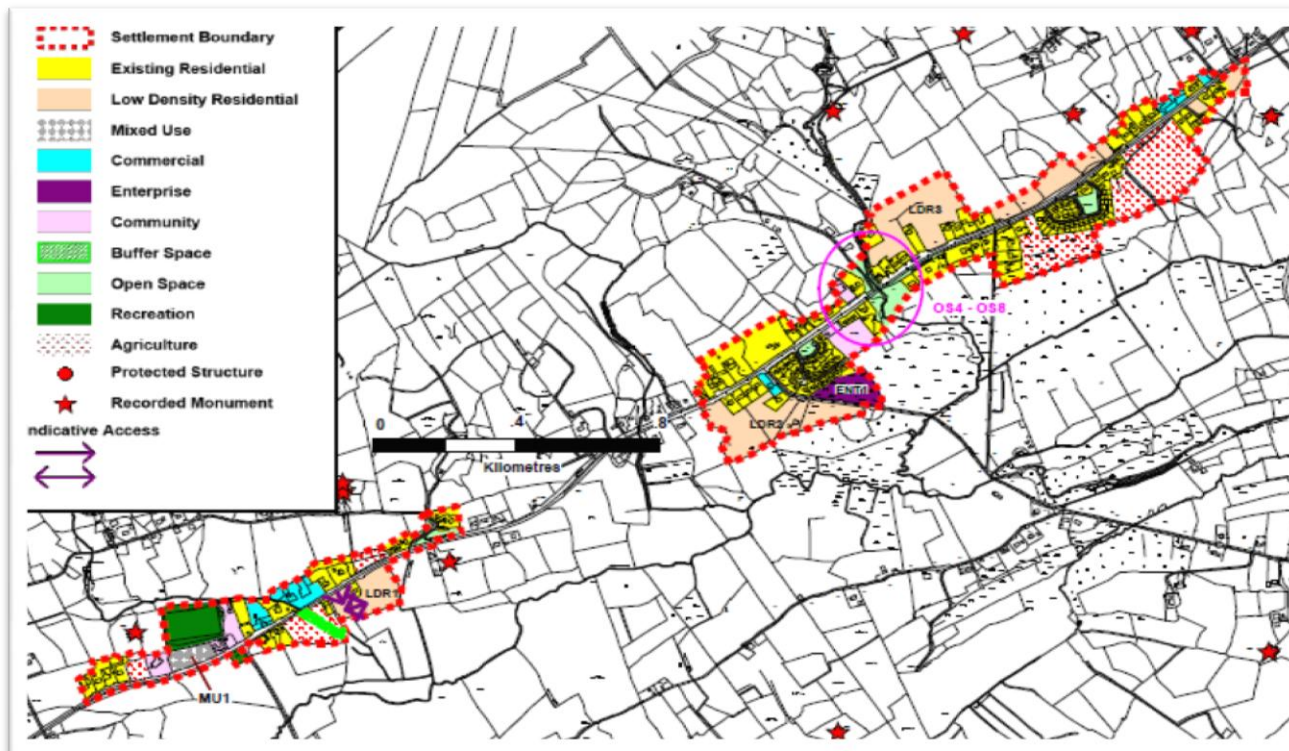 Settlement Boundary
Existing Residential
Low Density Residential
Mixed Use
Commercial
Enterprise
Community
Buffer Space
Open Space
Recreation
Agriculture
Protected Structure
Recorded Monument
ndicative Access
0 .4 .8
Kilometres
LDR3
OS4 - OS8
ENT1
LDR2
LDR1
MU1